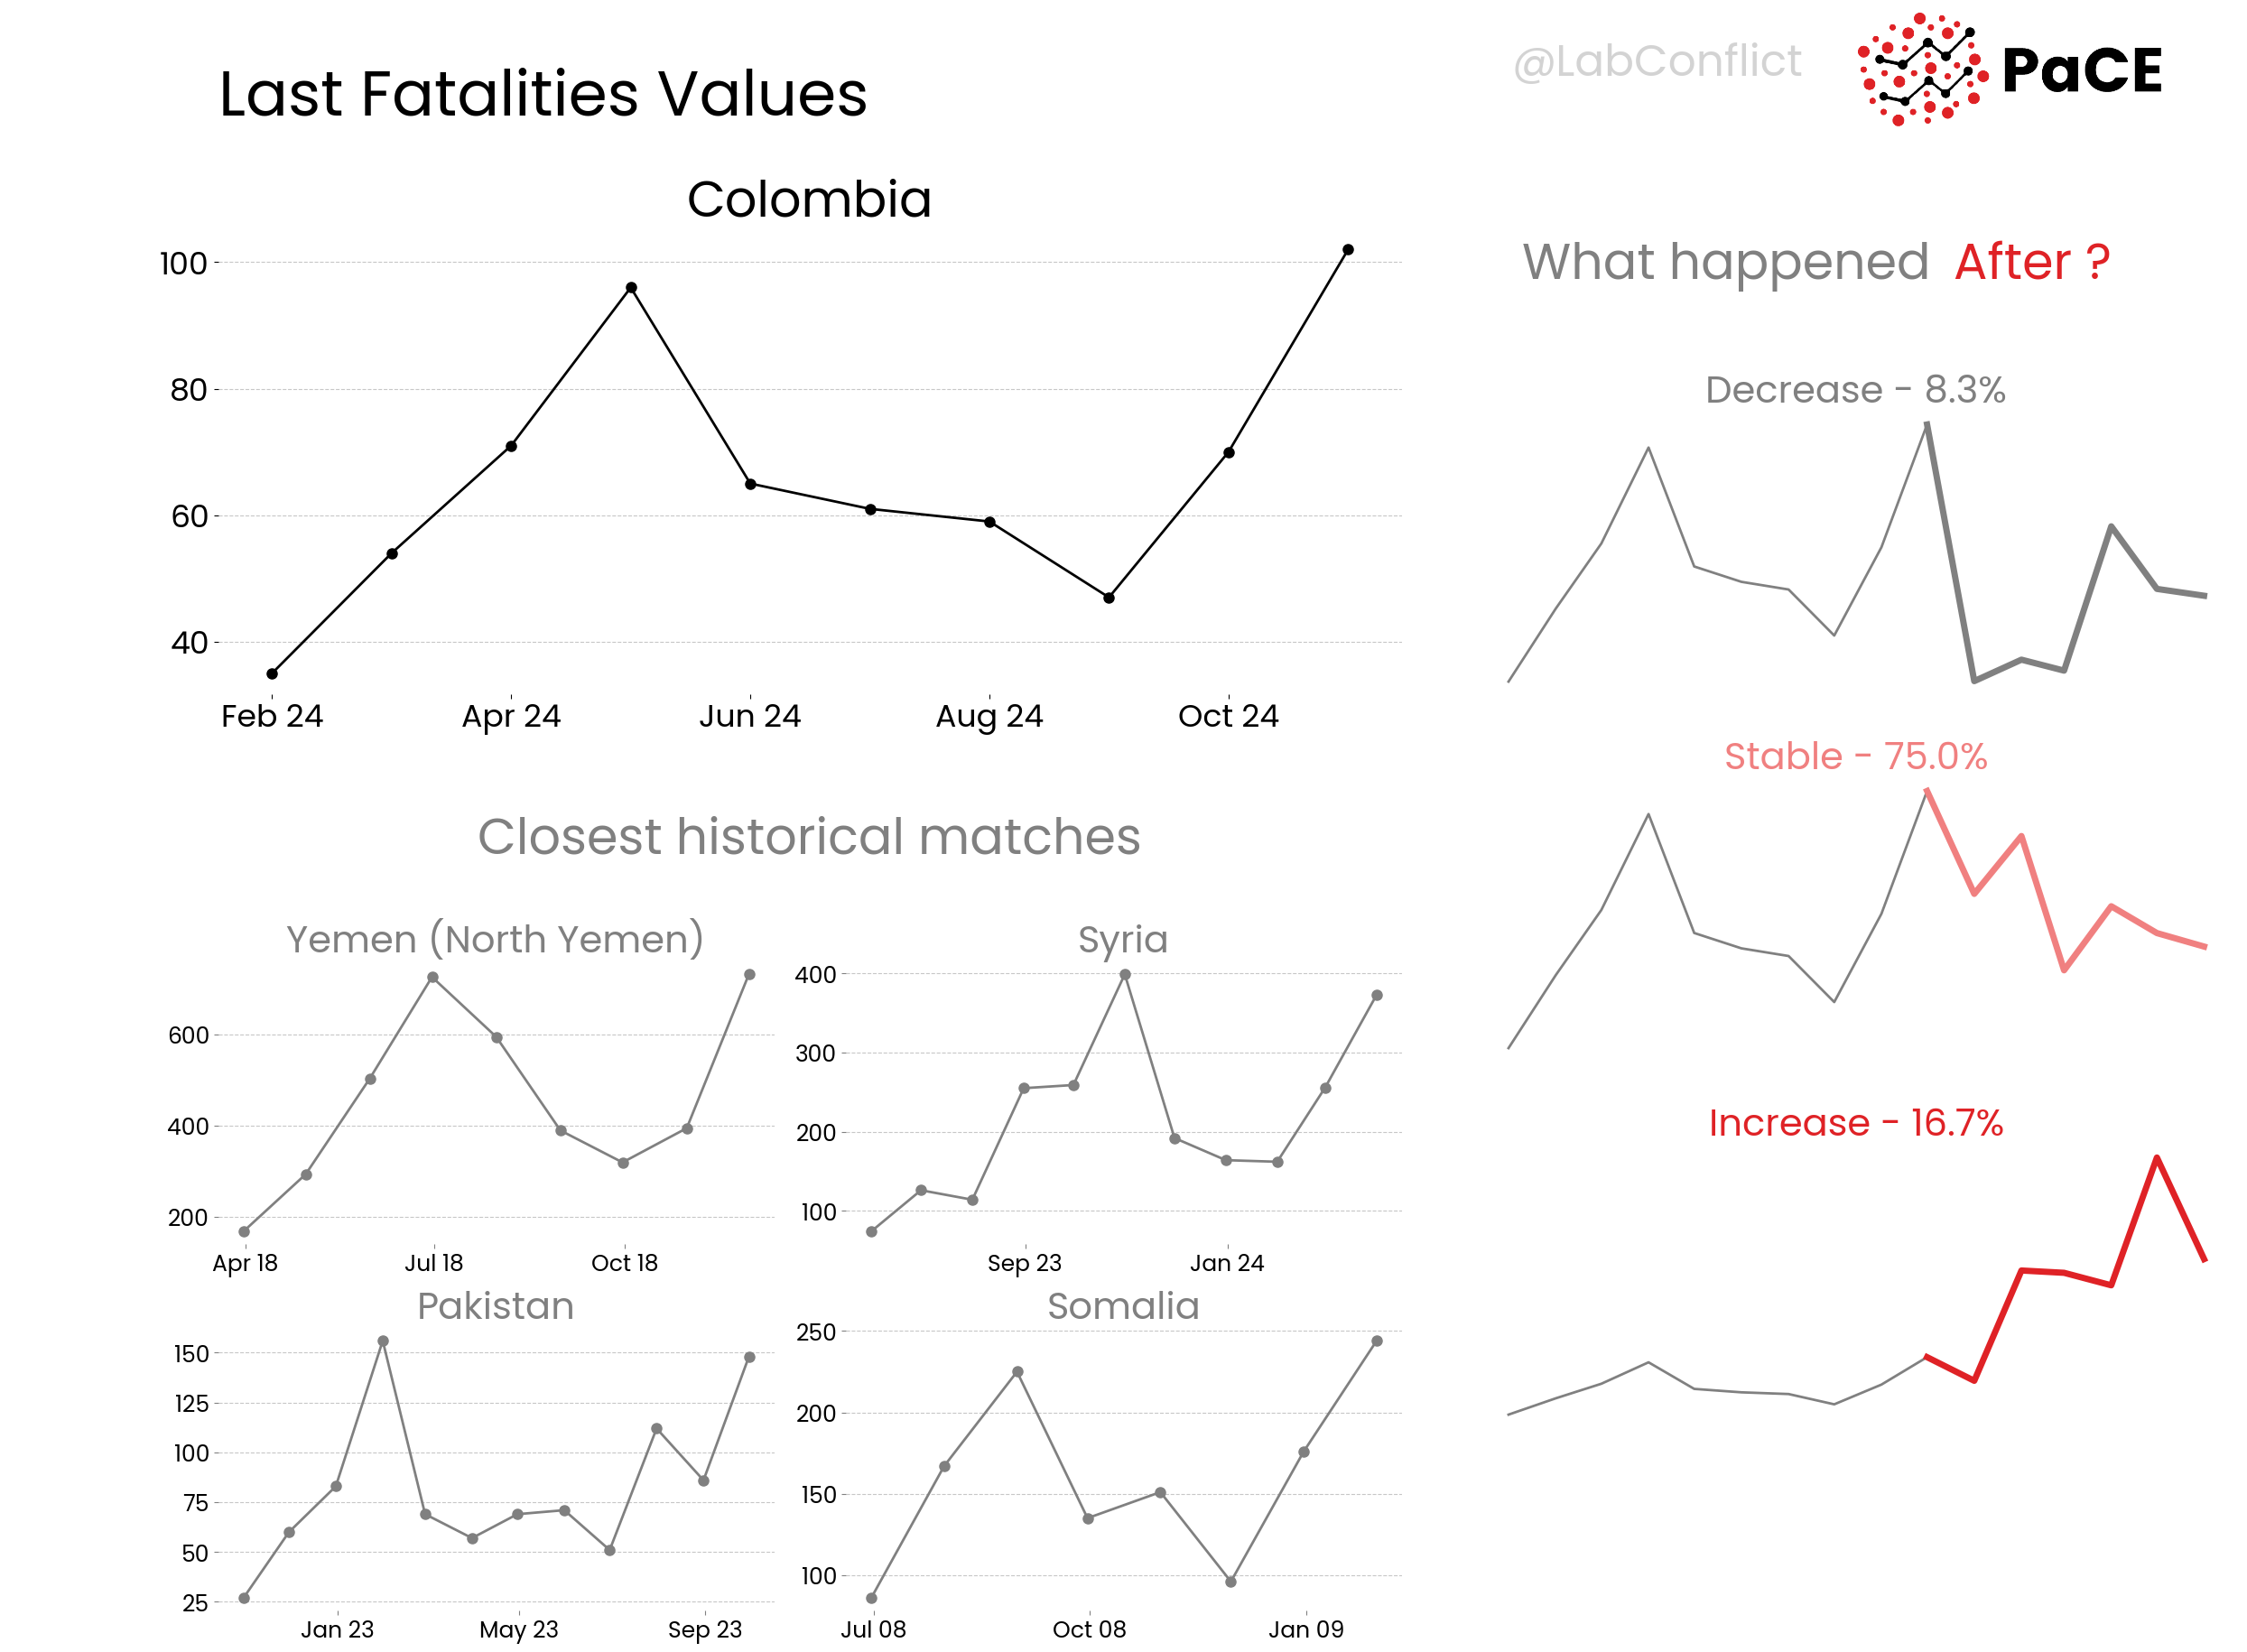 @LabConflict
PaCE
Last Fatalities Values
Colombia
100
80
60
40
Feb 24 Apr 24 Jun 24 Aug 24 Oct 24
Closest historical matches
Yemen (North Yemen)
600
400
200
Apr 18 Jul 18 Oct 18
Syria
400
300
200
100
Sep 23 Jan 24
Pakistan
150
125
100
75
50
25
Jan 23 May 23 Sep 23
Somalia
250
200
150
100
Jul 08 Oct 08 Jan 09
What happened After ?
Decrease - 8.3%
Stable - 75.0%
Increase - 16.7%